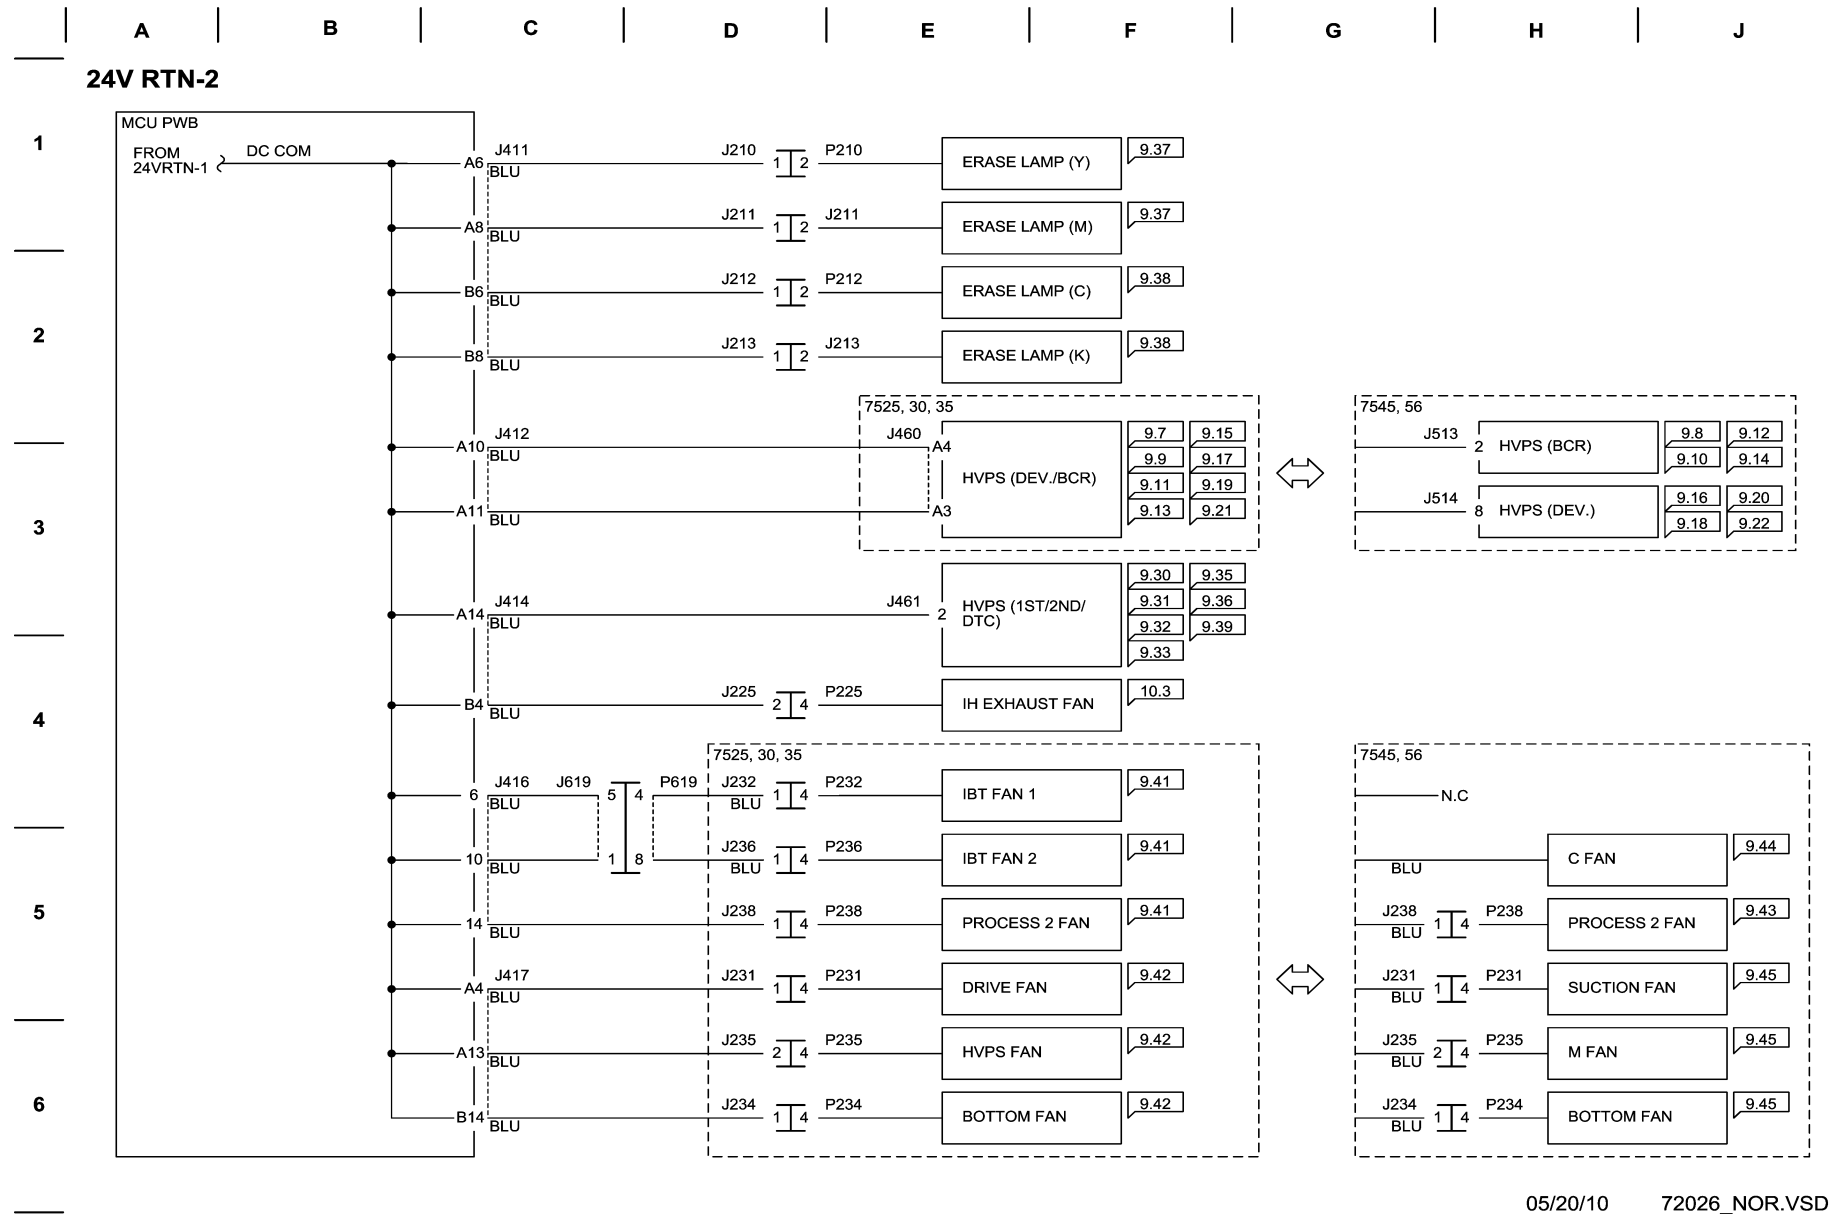 A B C D E F G H J
24V RTN-2
MCU PWB
1
FROM
24VRTN-1
DC COM
A6 J411 BLU J210 1 2 P210 ERASE LAMP (Y) 9.37
A8 BLU J211 1 2 J211 ERASE LAMP (M) 9.37
B6 BLU J212 1 2 P212 ERASE LAMP (C) 9.38
2
B8 BLU J213 1 2 J213 ERASE LAMP (K) 9.38
7525, 30, 35
7545, 56
A10 J412 BLU J460 A4
HVPS (DEV./BCR)
9.7 9.15
9.9 9.17
9.11 9.19
9.13 9.21
J513 2 HVPS (BCR)
9.8 9.12
9.10 9.14
3
A11 BLU A3
J514 8 HVPS (DEV.)
9.16 9.20
9.18 9.22
A14 J414 BLU J461 2
HVPS (1ST/2ND/
DTC)
9.30 9.35
9.31 9.36
9.32 9.39
9.33
4
B4 BLU J225 2 4 P225 IH EXHAUST FAN 10.3
7525, 30, 35
7545, 56
6 J416 BLU J619 5 4 P619 J232 BLU 1 4 P232 IBT FAN 1 9.41
N.C
10 BLU 1 8 J236 BLU 1 4 P236 IBT FAN 2 9.41
BLU C FAN 9.44
5
14 BLU J238 1 4 P238 PROCESS 2 FAN 9.41
J238 BLU 1 4 P238 PROCESS 2 FAN 9.43
A4 J417 BLU J231 1 4 P231 DRIVE FAN 9.42
J231 BLU 1 4 P231 SUCTION FAN 9.45
A13 BLU J235 2 4 P235 HVPS FAN 9.42
J235 BLU 2 4 P235 M FAN 9.45
6
B14 BLU J234 1 4 P234 BOTTOM FAN 9.42
J234 BLU 1 4 P234 BOTTOM FAN 9.45
05/20/10 72026_NOR.VSD